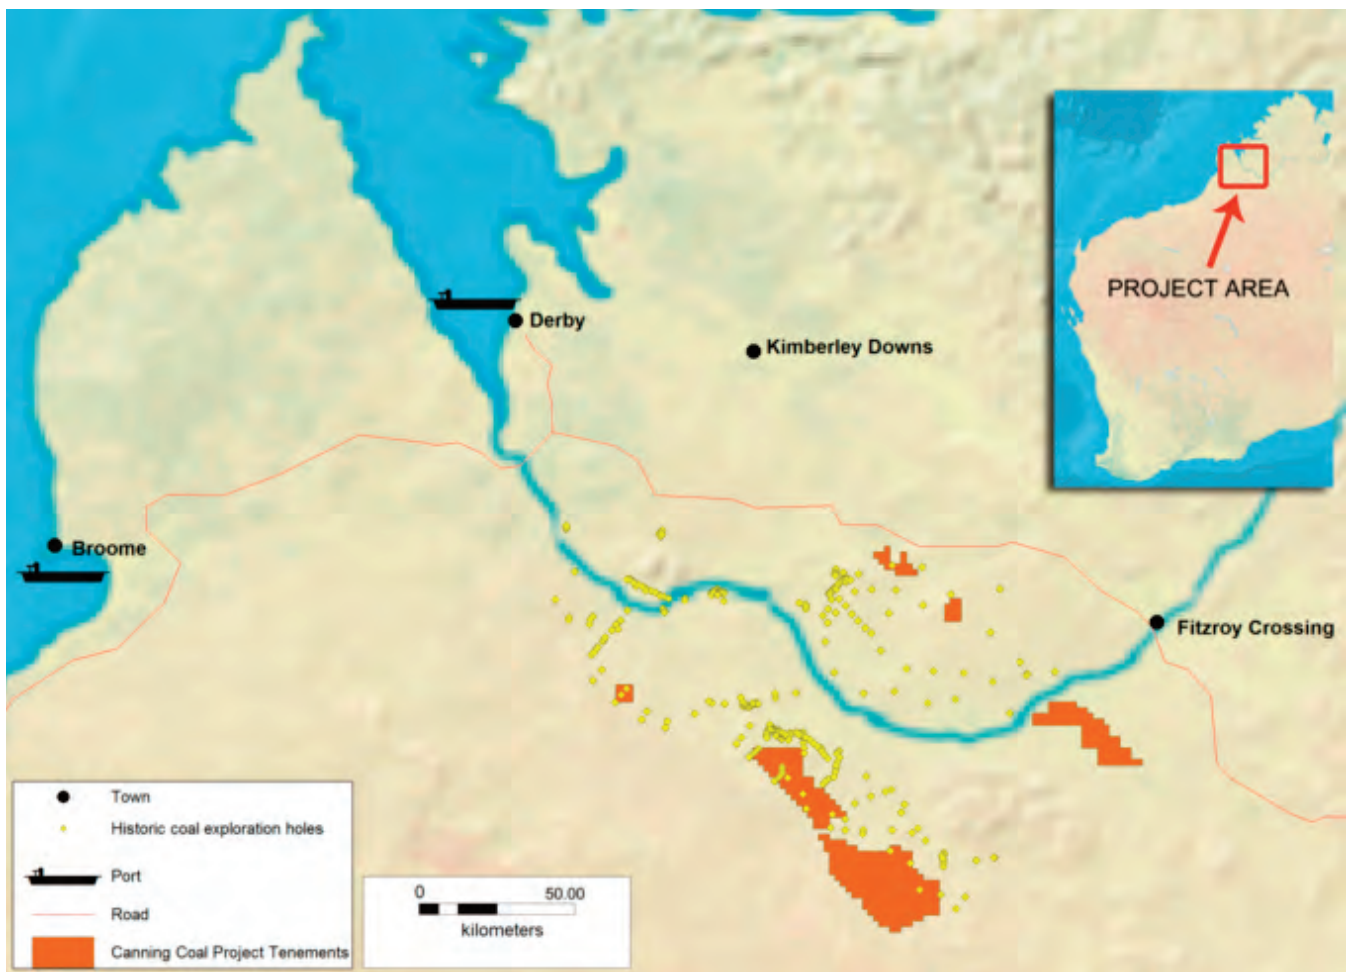 PROJECT AREA
Derby
Kimberley Downs
Broome
Fitzroy Crossing
Town
Historic coal exploration holes
Port
Road
Canning Coal Project Tenements
0 50.00
kilometers